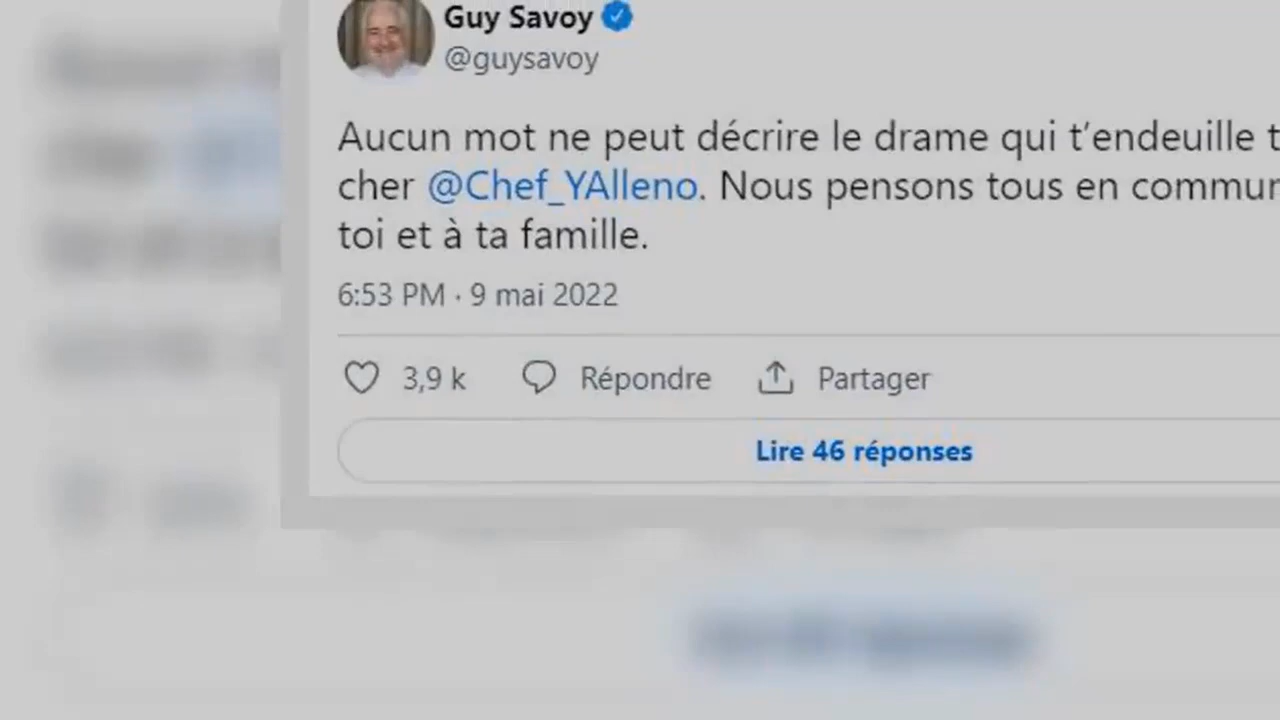 Guy Savoy
@guysavoy
Aucun mot ne peut décrire le drame qui t’endeuille
cher @Chef_YAlleno. Nous pensons tous en
toi et à ta famille.
6:53 PM · 9 mai 2022
3,9 k Répondre Partager
Lire 46 réponses